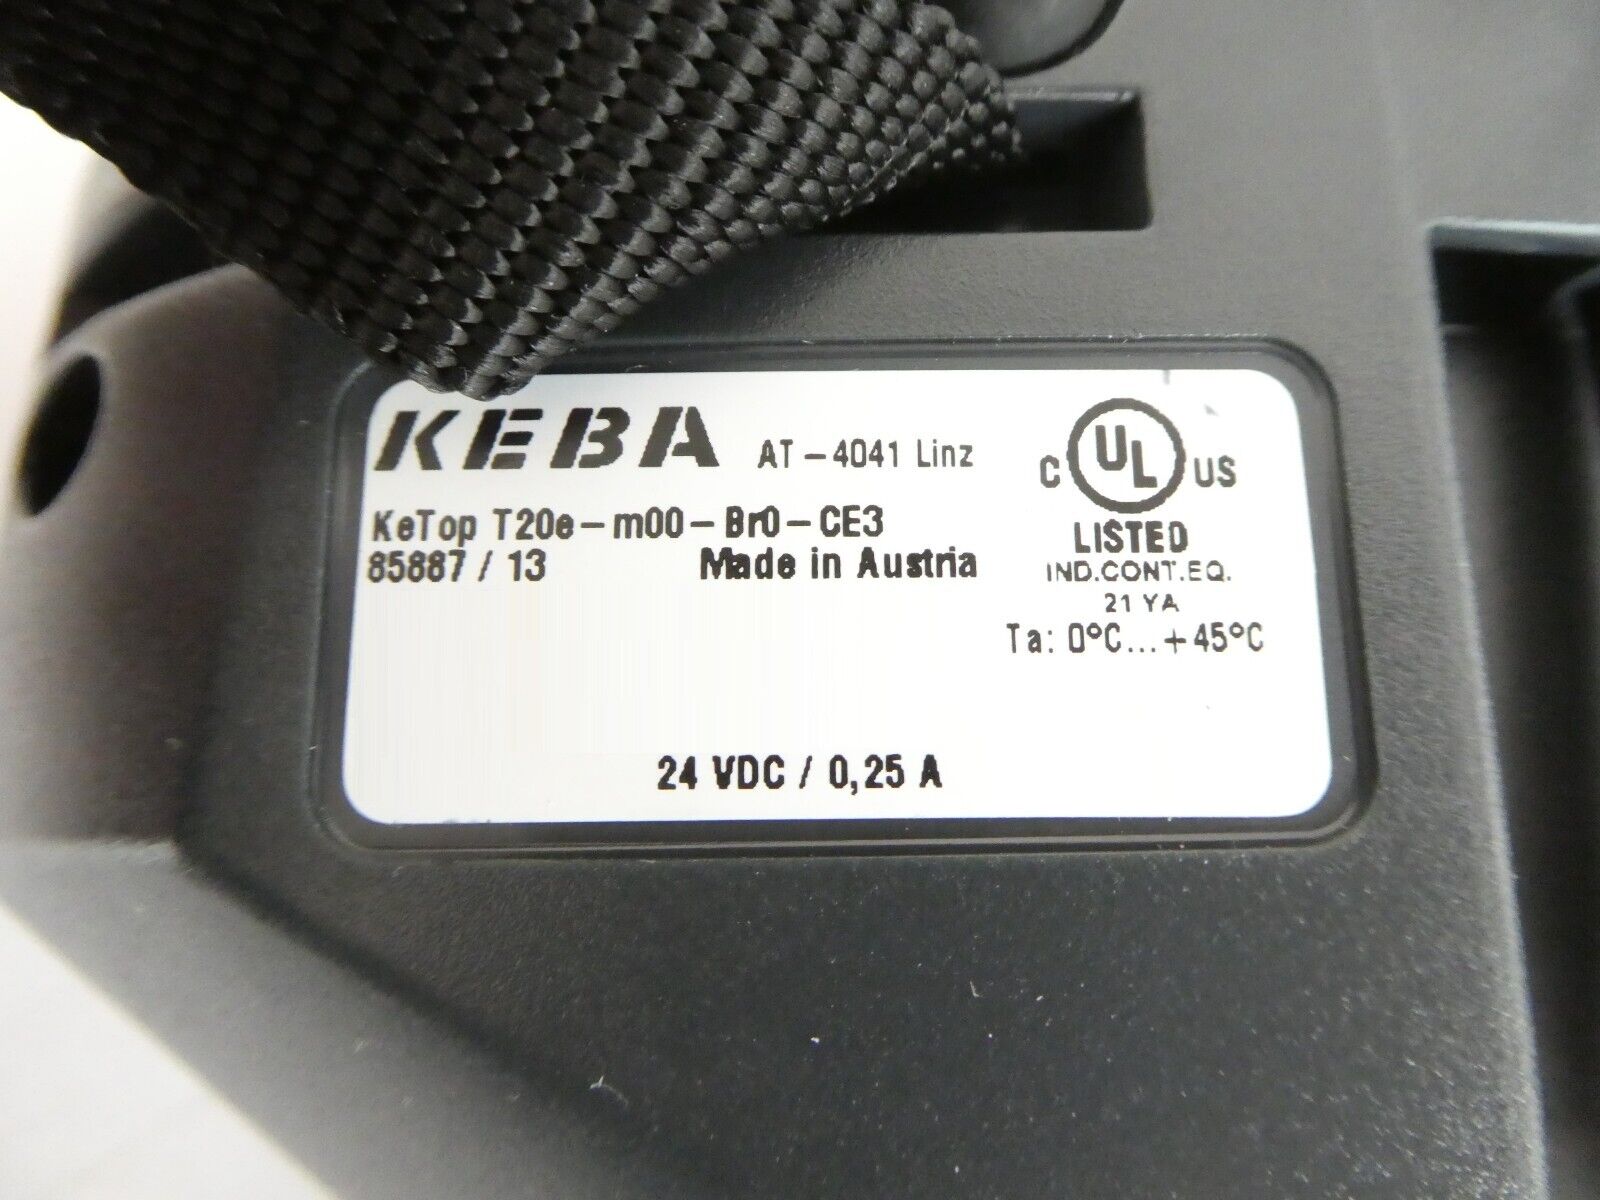 KEBA AT-4041 Linz
KeTop T20e-m00-Br0-CE3
85887 / 13 Made in Austria
C UL US
LISTED
IND.CONT.EQ.
21 YA
Ta: 0°C...+45°C
24 VDC / 0,25 A